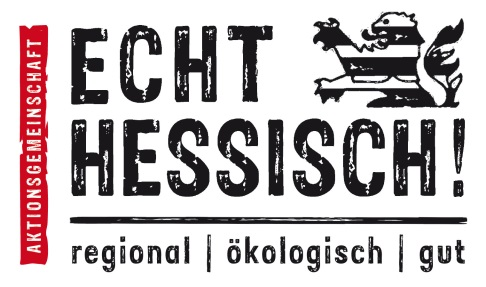 AKTIONSGEMEINSCHAFT
ECHT
HESSISCH!
regional | ökologisch | gut